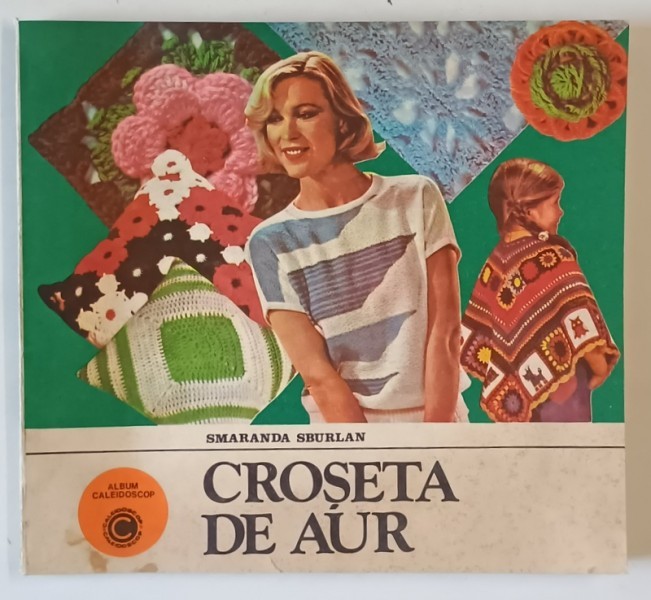 SMARANDA SBURLAN
CROȘETA
DE AUR
ALBUM
CALEIDOSCOP
C